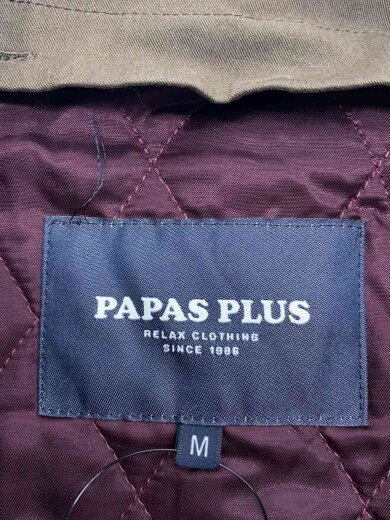 PAPAS PLUS
RELAX CLOTHING
SINCE 1986
M